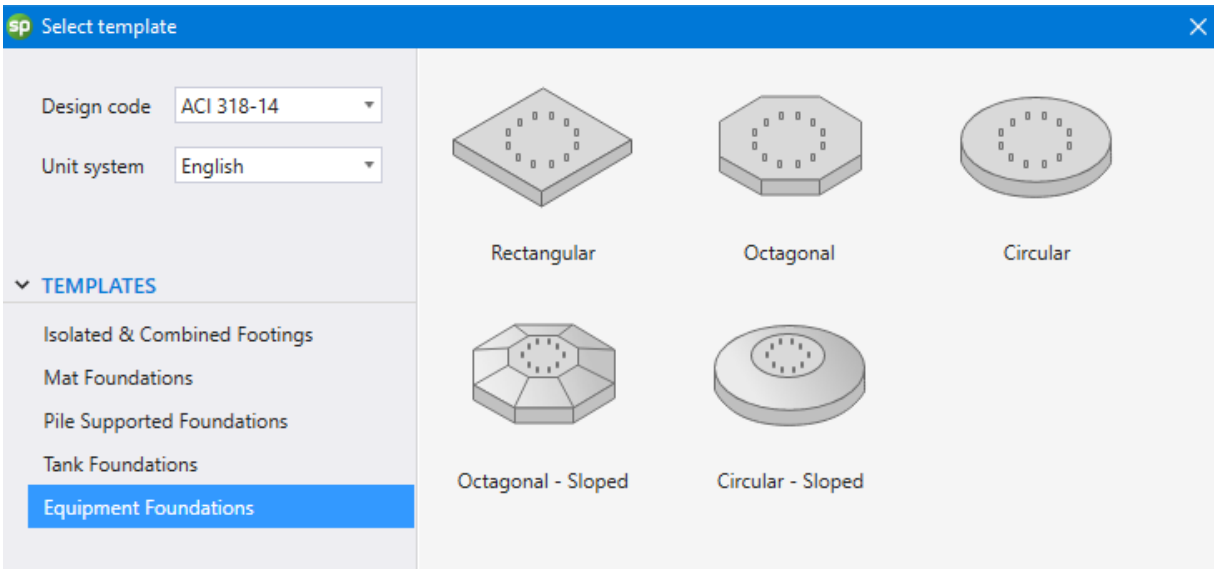 sp Select template
Design code ACI 318-14
Unit system English
TEMPLATES
Isolated & Combined Footings
Mat Foundations
Pile Supported Foundations
Tank Foundations
Equipment Foundations
Rectangular Octagonal Circular
Octagonal - Sloped Circular - Sloped